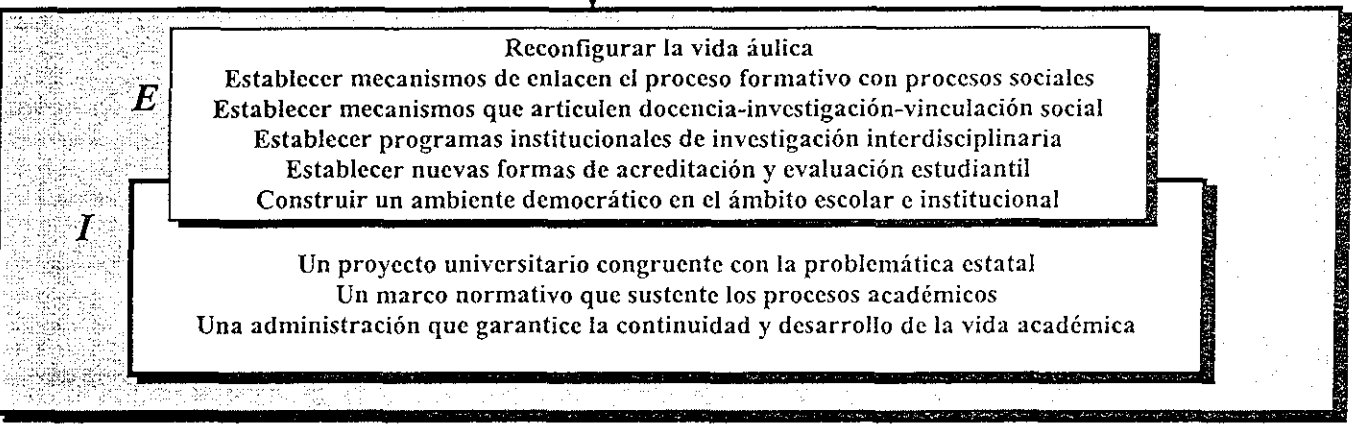 Reconfigurar la vida áulica
Establecer mecanismos de enlacen el proceso formativo con procesos sociales
E
Establecer mecanismos que articulen docencia-investigación-vinculación social
Establecer programas institucionales de investigación interdisciplinaria
Establecer nuevas formas de acreditación y evaluación estudiantil
Construir un ambiente democrático en el ámbito escolar e institucional
I
Un proyecto universitario congruente con la problemática estatal
Un marco normativo que sustente los procesos académicos
Una administración que garantice la continuidad y desarrollo de la vida académica